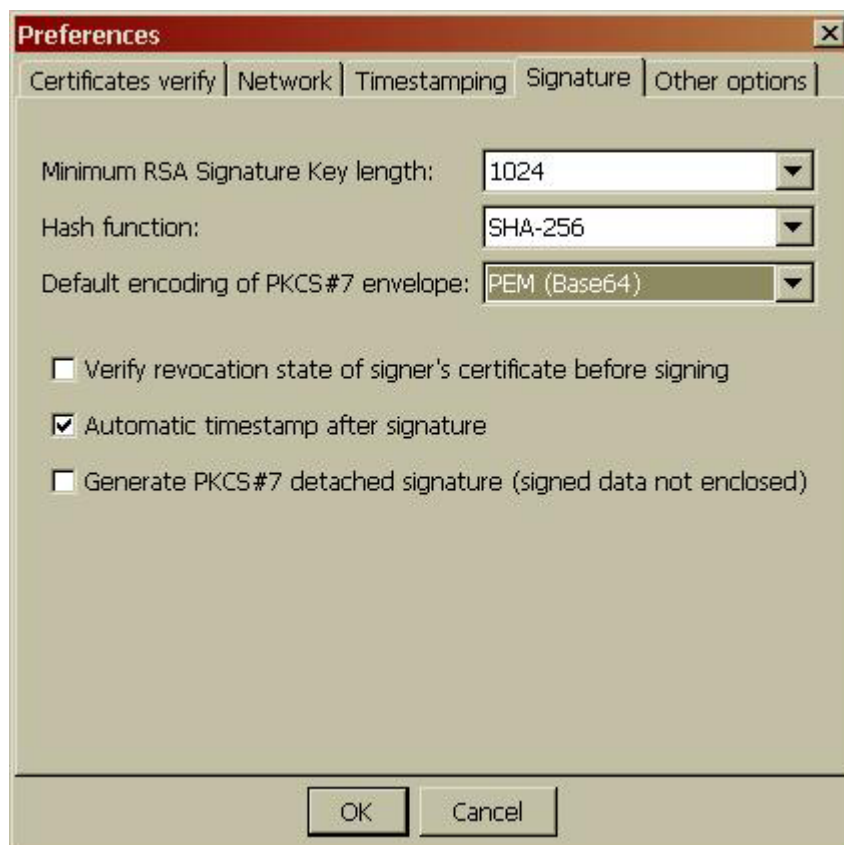 Preferences
Certificates verify Network Timestamping Signature Other options
Minimum RSA Signature Key length: 1024
Hash function: SHA-256
Default encoding of PKCS#7 envelope: PEM (Base64)
Verify revocation state of signer's certificate before signing
Automatic timestamp after signature
Generate PKCS#7 detached signature (signed data not enclosed)
OK Cancel